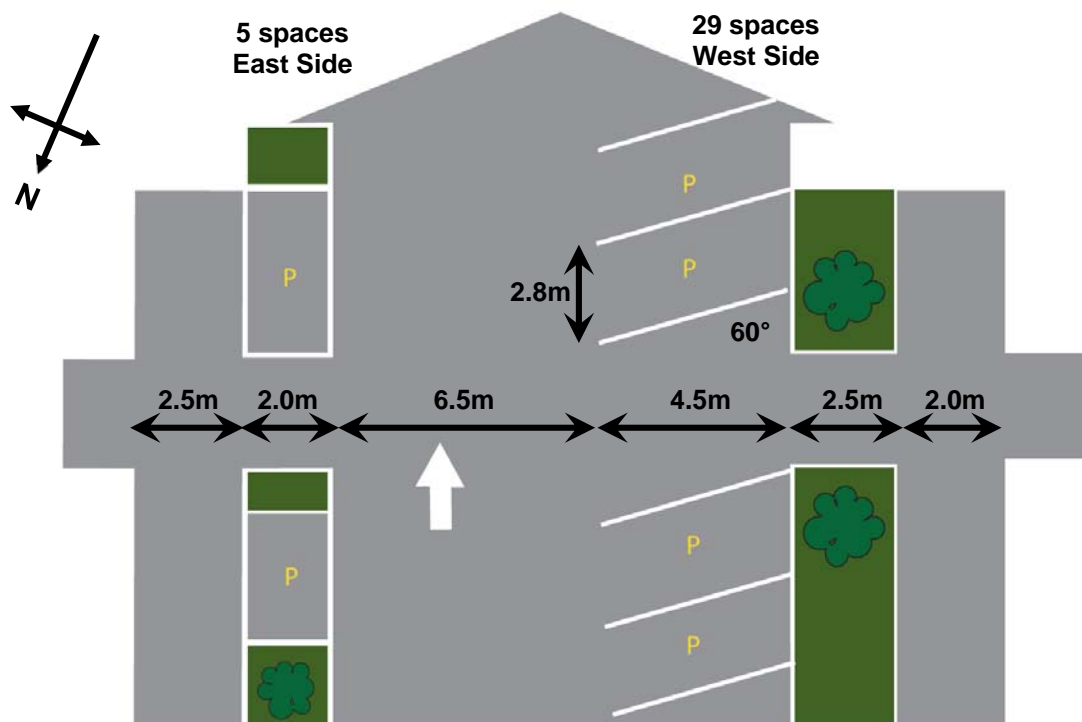 5 spaces
East Side
29 spaces
West Side
N
P
P
P
2.8m
60°
2.5m
2.0m
6.5m
4.5m
2.5m
2.0m
P
P
P